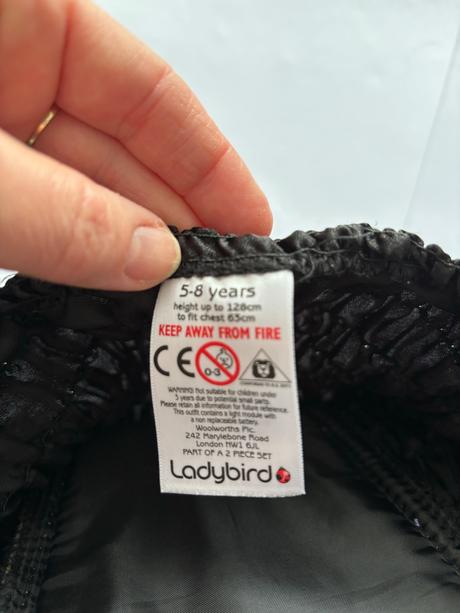 5-8 years
height up to 128cm
to fit chest 65cm
KEEP AWAY FROM FIRE
CE 0-3
WARNING! Not suitable for children under
3 years due to potential small parts.
Please retain all information for future reference.
This outfit contains a light module with
a non replaceable battery.
Woolworths Plc.
242 Marylebone Road
London NW1 6JL
PART OF A 2 PIECE SET
Ladybird